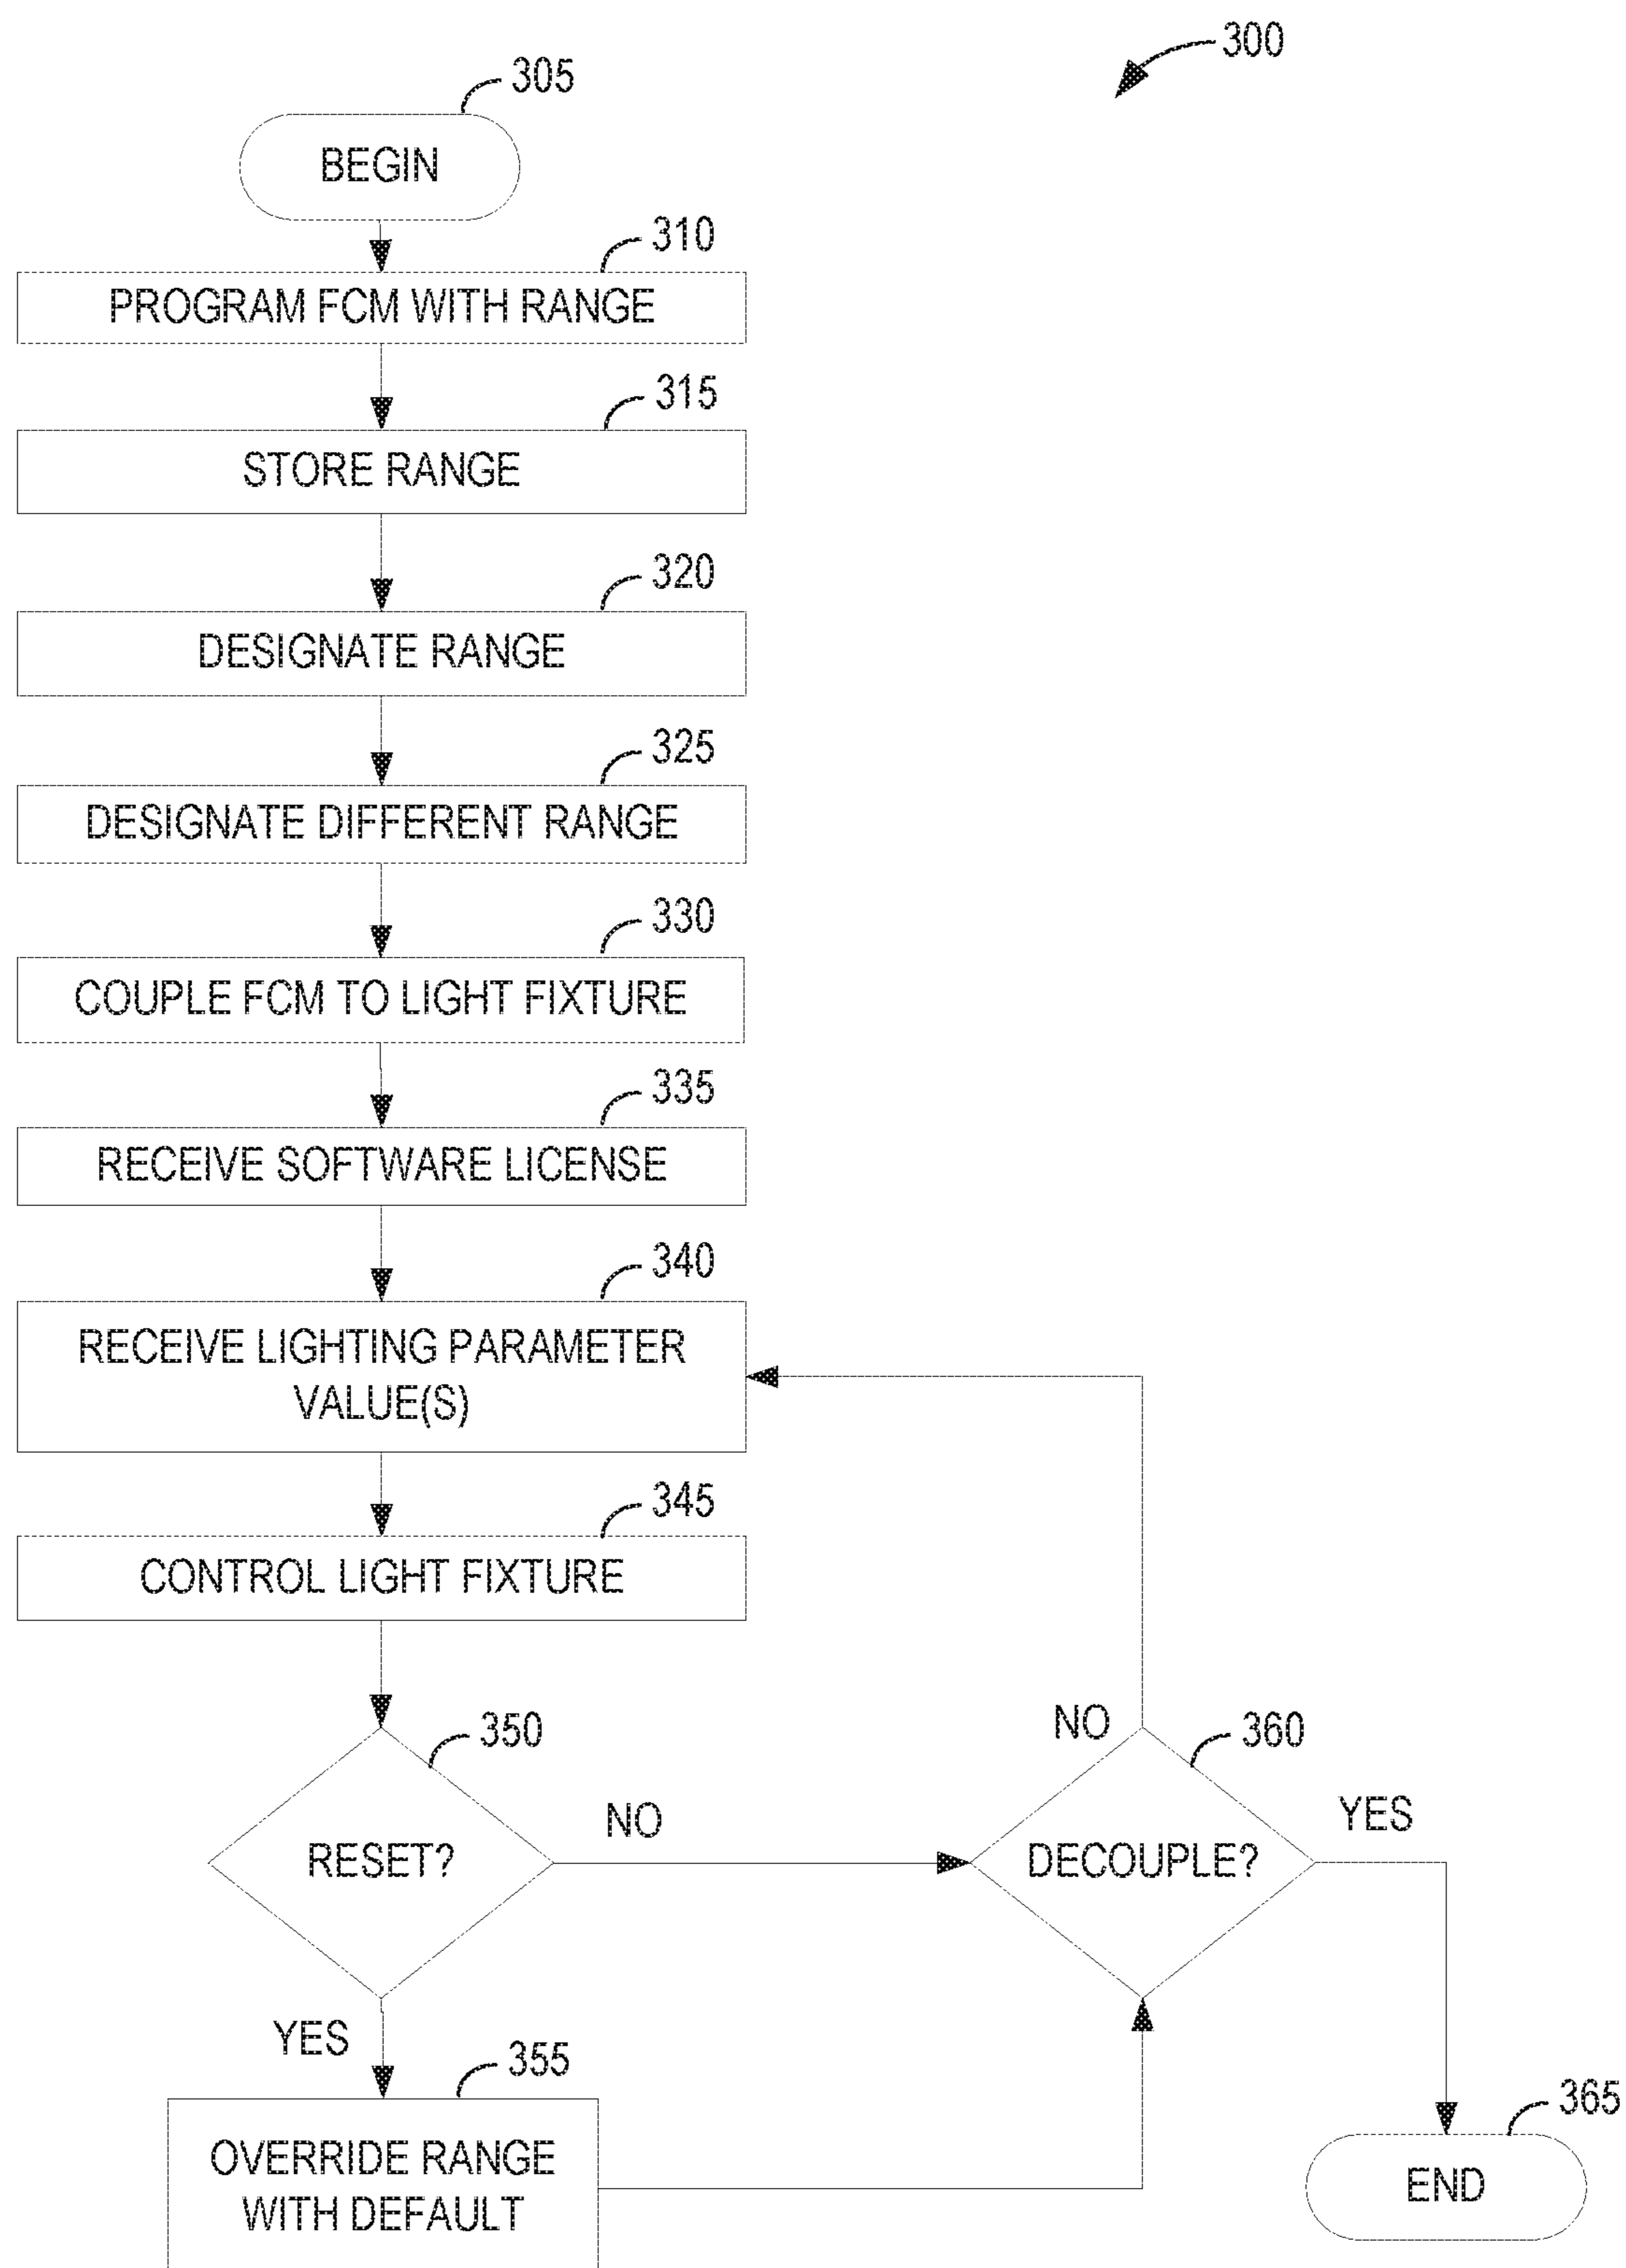 300
305
BEGIN
310
PROGRAM FCM WITH RANGE
315
STORE RANGE
320
DESIGNATE RANGE
325
DESIGNATE DIFFERENT RANGE
330
COUPLE FCM TO LIGHT FIXTURE
335
RECEIVE SOFTWARE LICENSE
340
RECEIVE LIGHTING PARAMETER
VALUE(S)
345
CONTROL LIGHT FIXTURE
350
RESET?
NO
YES
355
OVERRIDE RANGE
WITH DEFAULT
360
DECOUPLE?
NO
YES
365
END